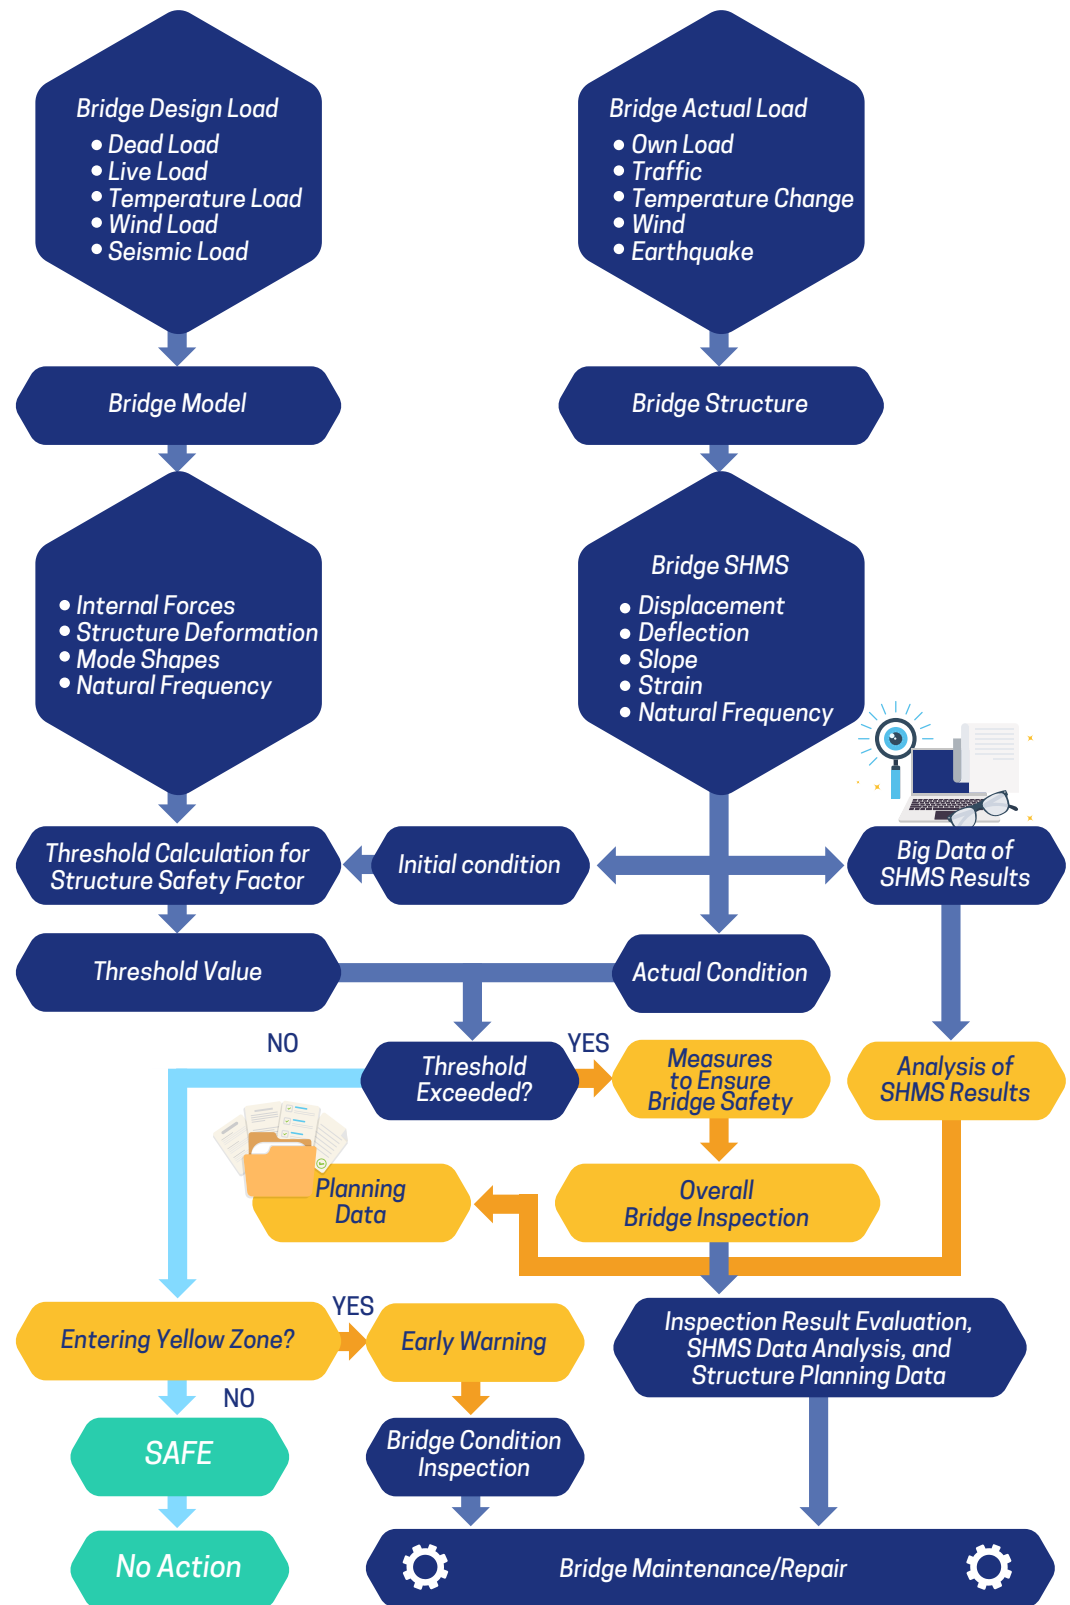 Bridge Design Load
• Dead Load
• Live Load
• Temperature Load
• Wind Load
• Seismic Load
Bridge Actual Load
• Own Load
• Traffic
• Temperature Change
• Wind
• Earthquake
Bridge Model
Bridge Structure
• Internal Forces
• Structure Deformation
• Mode Shapes
• Natural Frequency
Bridge SHMS
• Displacement
• Deflection
• Slope
• Strain
• Natural Frequency
Threshold Calculation for
Structure Safety Factor
Initial condition
Big Data of
SHMS Results
Threshold Value
Actual Condition
NO
Threshold
Exceeded?
YES
Measures
to Ensure
Bridge Safety
Analysis of
SHMS Results
Planning
Data
Overall
Bridge Inspection
Entering Yellow Zone?
YES
Early Warning
Inspection Result Evaluation,
SHMS Data Analysis, and
Structure Planning Data
NO
SAFE
Bridge Condition
Inspection
No Action
Bridge Maintenance/Repair